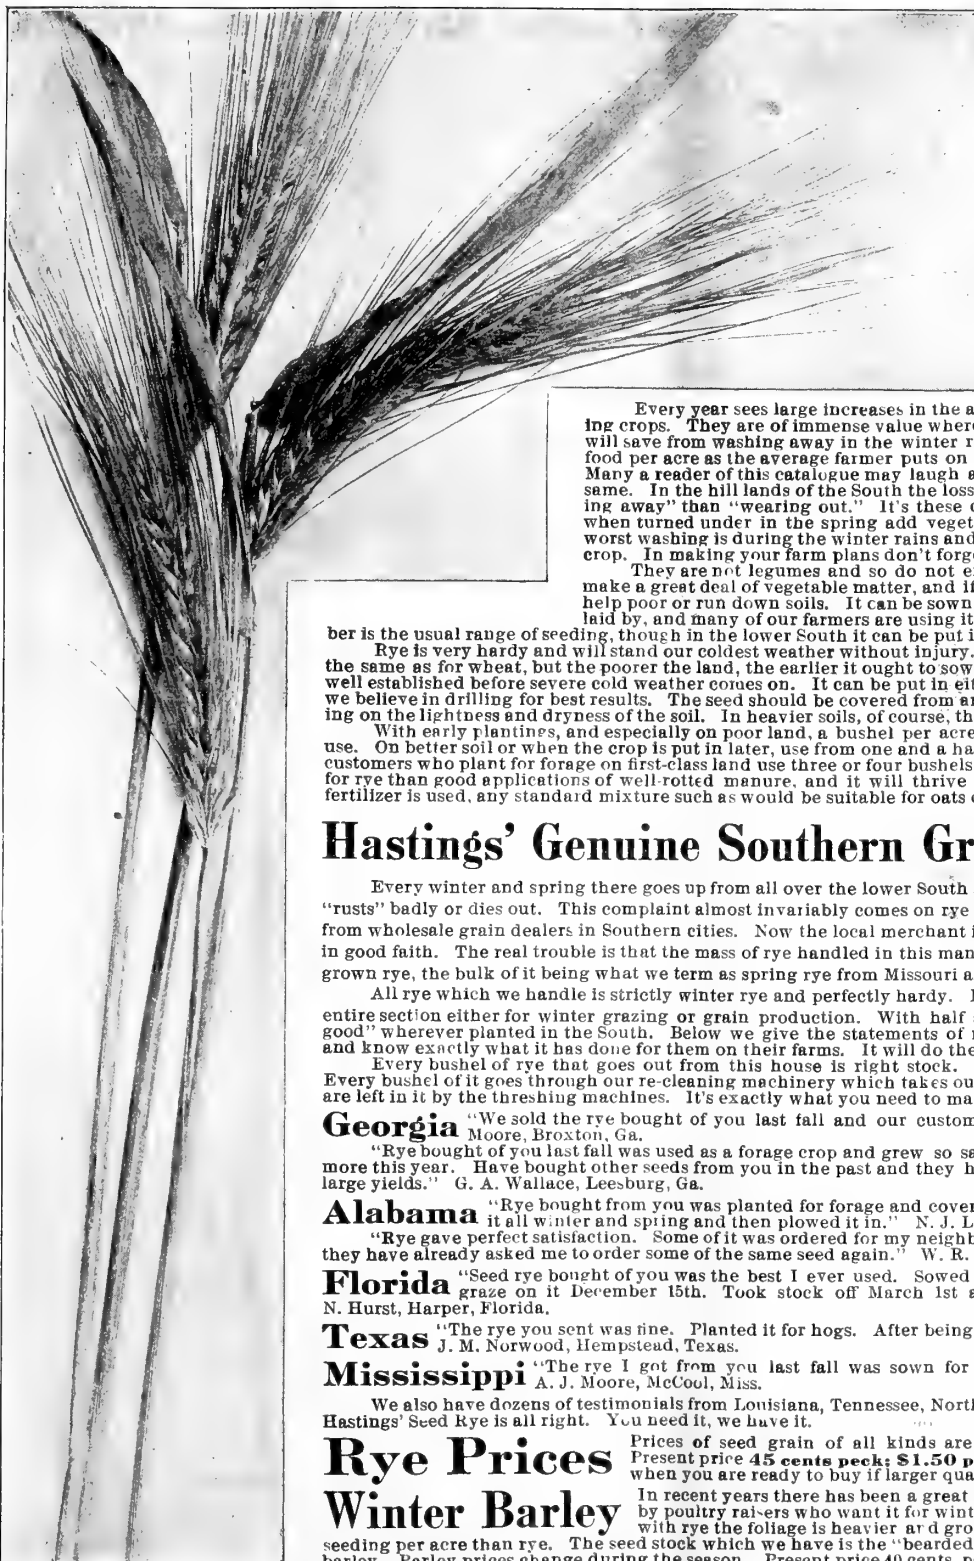 Every year sees large increases in the a
ing crops. They are of immense value where
will save from washing away in the winter r
food per acre as the average farmer puts on
Many a reader of this catalogue may laugh a
same. In the hill lands of the South the loss
ing away" than "wearing out." It's these
when turned under in the spring add veget
worst washing is during the winter rains and
crop. In making your farm plans don't forge
They are not legumes and so do not e
make a great deal of vegetable matter, and if
help poor or run down soils. It can be sown
laid by, and many of our farmers are using it
ber is the usual range of seeding, though in the lower South it can be put i
Rye is very hardy and will stand our coldest weather without injury.
the same as for wheat, but the poorer the land, the earlier it ought to sow
well established before severe cold weather comes on. It can be put in eit
we believe in drilling for best results. The seed should be covered from an
ing on the lightness and dryness of the soil. In heavier soils, of course, th
With early plantings, and especially on poor land, a bushel per acre
use. On better soil or when the crop is put in later, use from one and a ha
customers who plant for forage on first-class land use three or four bushels
for rye than good applications of well-rotted manure, and it will thrive
fertilizer is used, any standard mixture such as would be suitable for oats
Hastings' Genuine Southern Gr
Every winter and spring there goes up from all over the lower South
"rusts" badly or dies out. This complaint almost invariably comes on rye
from wholesale grain dealers in Southern cities. Now the local merchant i
in good faith. The real trouble is that the mass of rye handled in this man
grown rye, the bulk of it being what we term as spring rye from Missouri a
All rye which we handle is strictly winter rye and perfectly hardy.
entire section either for winter grazing or grain production. With half
good" wherever planted in the South. Below we give the statements of
and know exactly what it has done for them on their farms. It will do the
Every bushel of rye that goes out from this house is right stock.
Every bushel of it goes through our re-cleaning machinery which takes ou
are left in it by the threshing machines. It's exactly what you need to ma
Georgia "We sold the rye bought of you last fall and our custom
Moore, Broxton, Ga.
"Rye bought of you last fall was used as a forage crop and grew so sa
more this year. Have bought other seeds from you in the past and they h
large yields." G. A. Wallace, Leesburg, Ga.
Alabama "Rye bought from you was planted for forage and cover
it all winter and spring and then plowed it in." N. J. L
"Rye gave perfect satisfaction. Some of it was ordered for my neighb
they have already asked me to order some of the same seed again." W. R.
Florida "Seed rye bought of you was the best I ever used. Sowed
graze on it December 15th. Took stock off March 1st a
N. Hurst, Harper, Florida.
Texas "The rye you sent was fine. Planted it for hogs. After being
J. M. Norwood, Hempstead, Texas.
Mississippi "The rye I got from you last fall was sown for
A. J. Moore, McCool, Miss.
We also have dozens of testimonials from Louisiana, Tennessee, North
Hastings' Seed Rye is all right. You need it, we have it.
Rye Prices Prices of seed grain of all kinds are
Present price 45 cents peck; $1.50 p
when you are ready to buy if larger qua
Winter Barley In recent years there has been a great
by poultry raisers who want it for wint
with rye the foliage is heavier and gro
seeding per acre than rye. The seed stock which we have is the "bearded
barley. Barley prices change during the season. Present price 40 cents